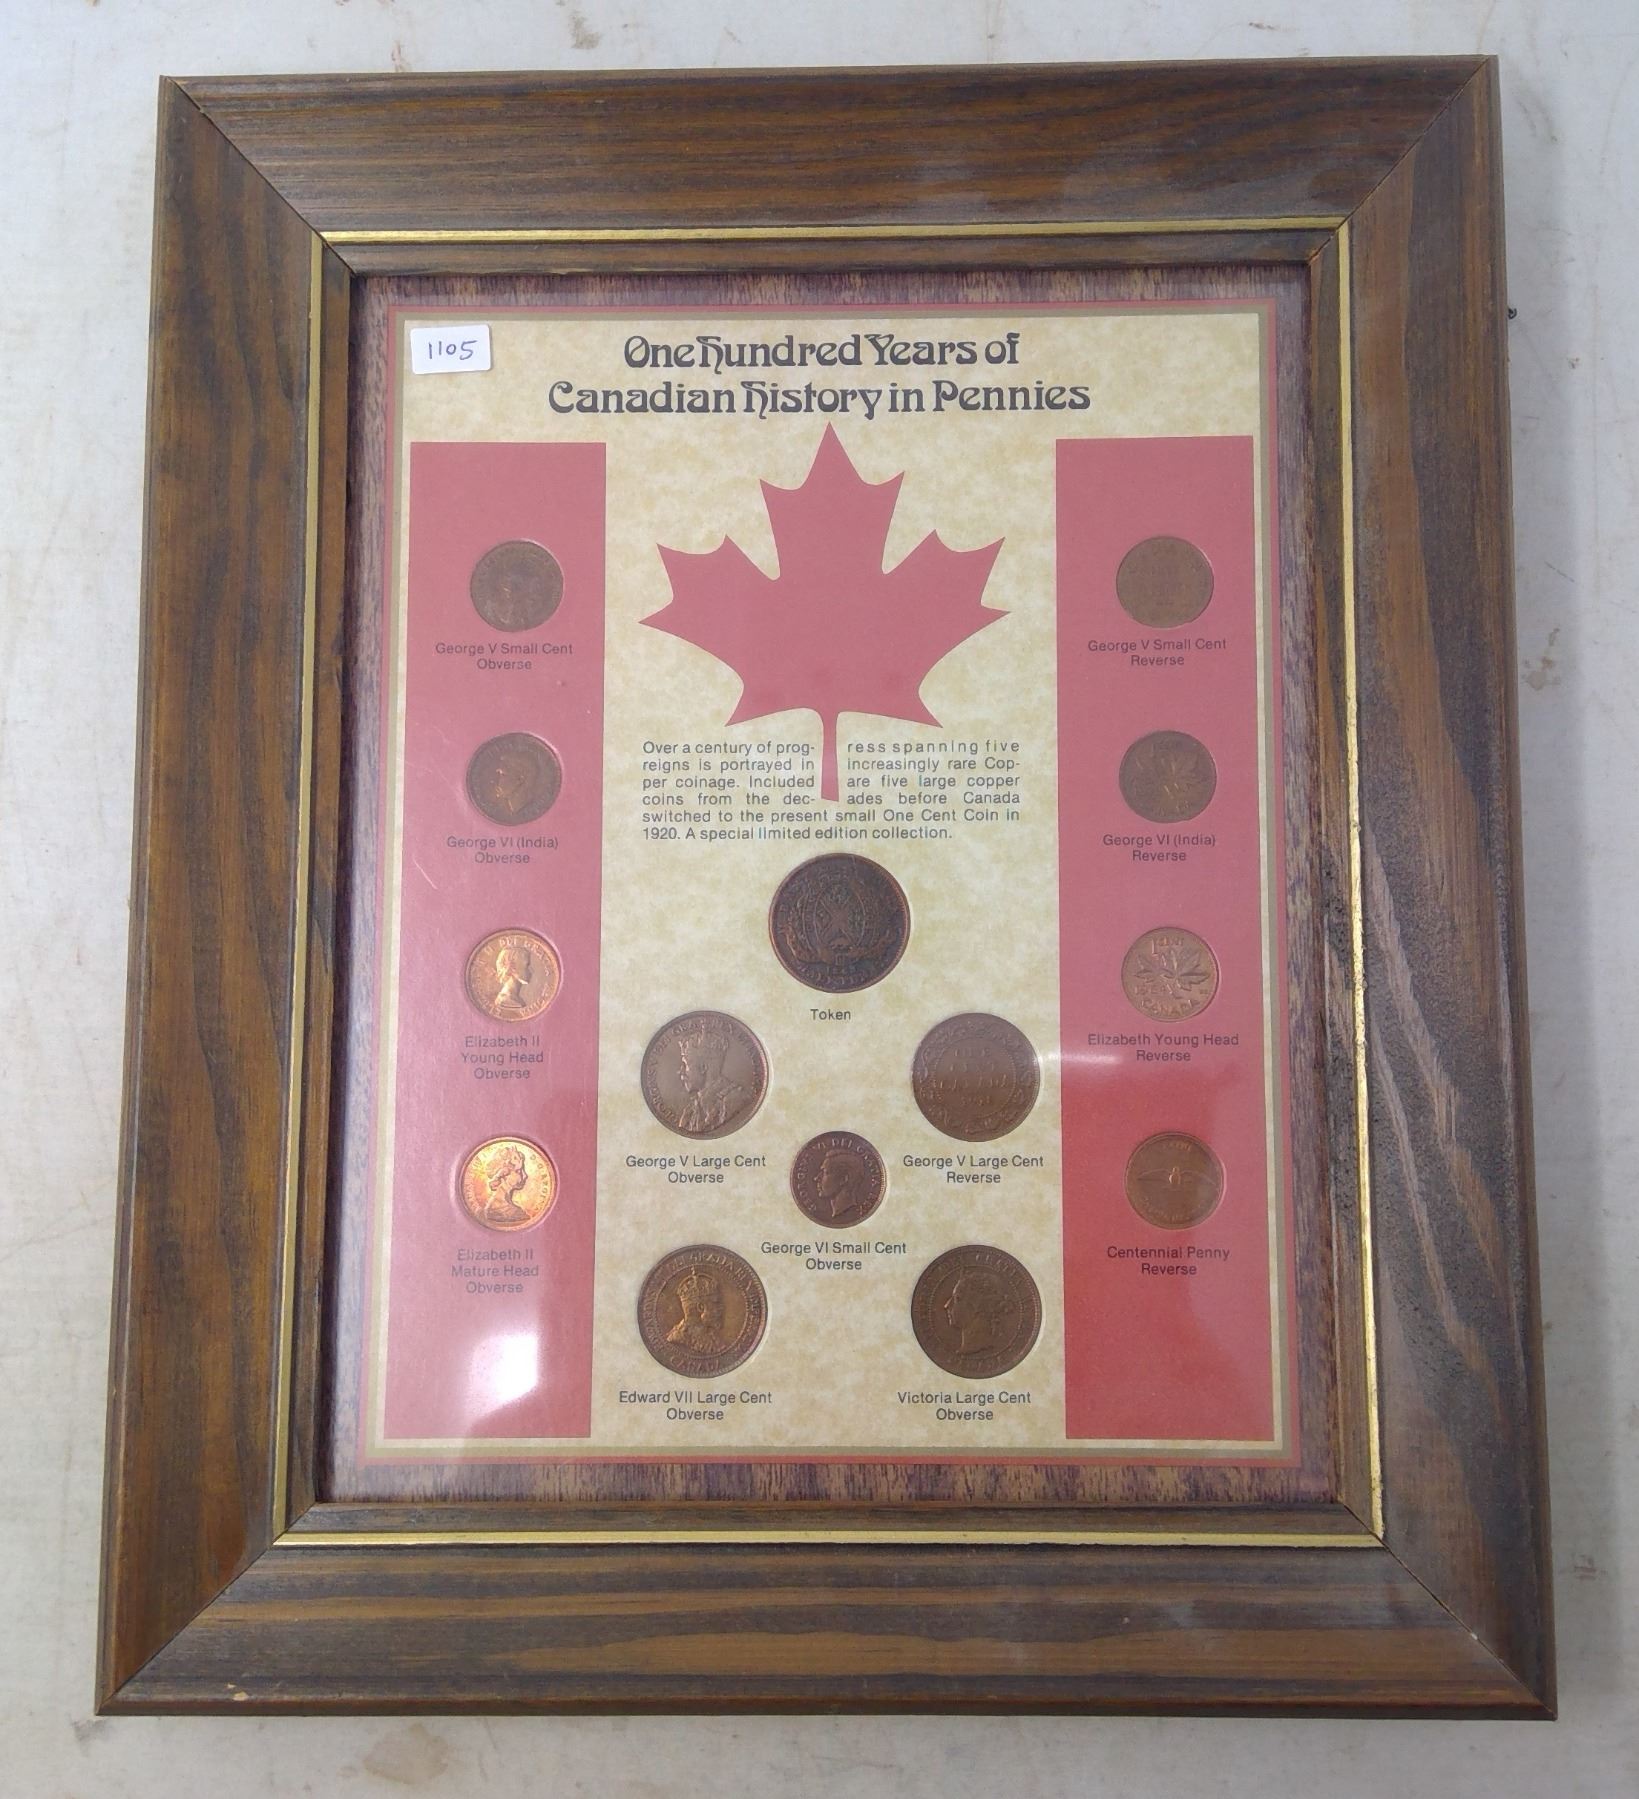 1105
One Hundred Years of
Canadian History in Pennies
George V Small Cent
Obverse
George VI (India)
Obverse
Elizabeth II
Young Head
Obverse
Elizabeth II
Mature Head
Obverse
Over a century of prog- ress spanning five
reigns is portrayed in increasingly rare Cop-
per coinage. Included are five large copper
coins from the dec- ades before Canada
switched to the present small One Cent Coin in
1920. A special limited edition collection.
Token
George V Large Cent
Obverse
George V Large Cent
Reverse
George VI Small Cent
Obverse
Edward VII Large Cent
Obverse
Victoria Large Cent
Obverse
George V Small Cent
Reverse
George VI (India)
Reverse
Elizabeth Young Head
Reverse
Centennial Penny
Reverse